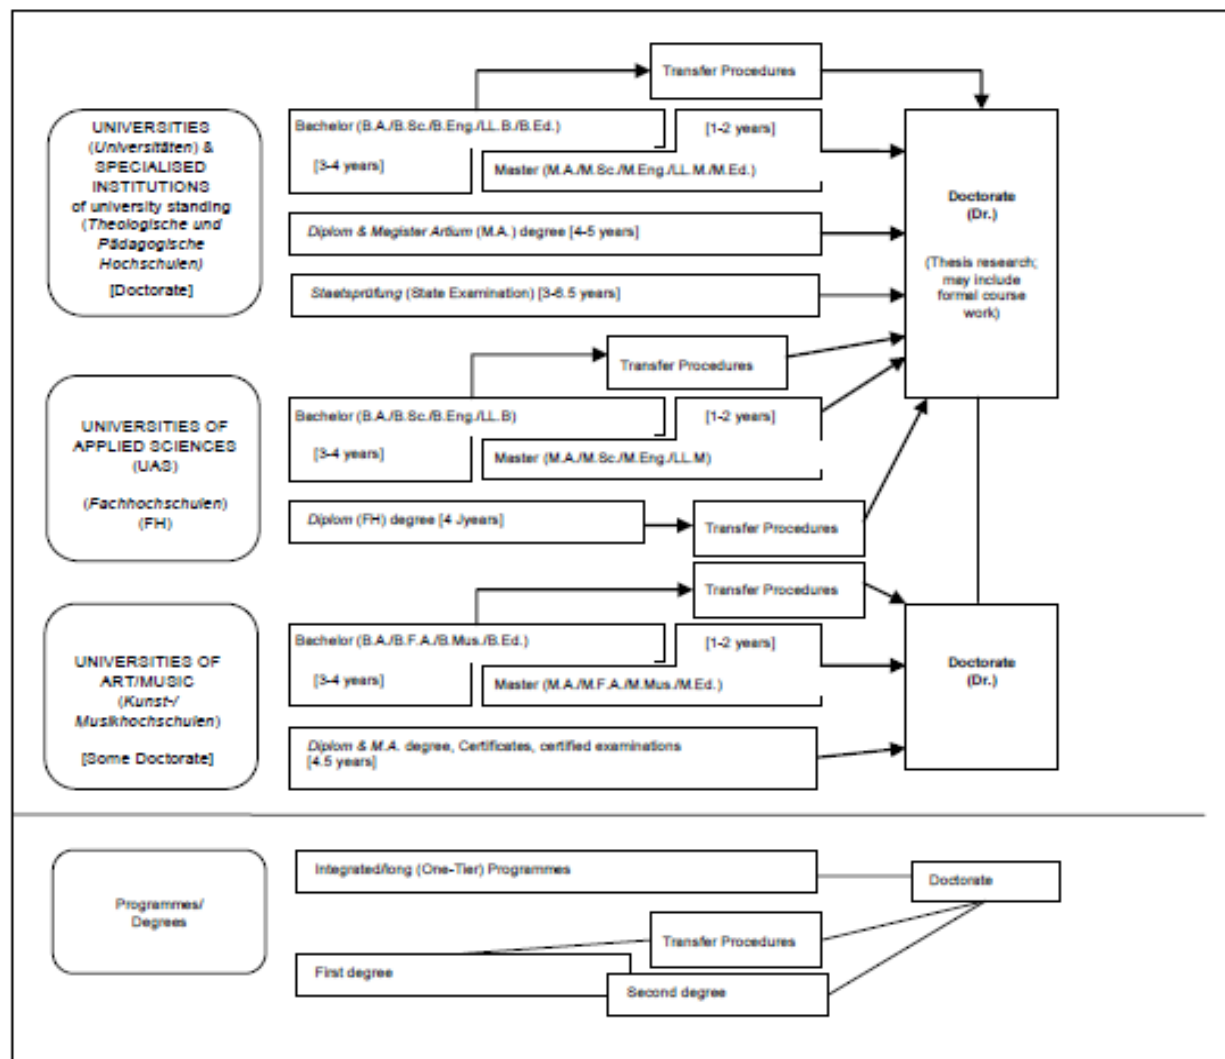 Transfer Procedures
UNIVERSITIES
(Universitäten) &
SPECIALISED
INSTITUTIONS
of university standing
(Theologische und
Pädagogische
Hochschulen)
[Doctorate]
Bachelor (B.A./B.Sc./B.Eng./LL.B./B.Ed.)
[3-4 years]
[1-2 years]
Master (M.A./M.Sc./M.Eng./LL.M./M.Ed.)
Diplom & Magister Artium (M.A.) degree [4-5 years]
Staatsprüfung (State Examination) [3-6.5 years]
Doctorate
(Dr.)
(Thesis research;
may include
formal course
work)
Transfer Procedures
UNIVERSITIES OF
APPLIED SCIENCES
(UAS)
(Fachhochschulen)
(FH)
Bachelor (B.A./B.Sc./B.Eng./LL.B)
[3-4 years]
[1-2 years]
Master (M.A./M.Sc./M.Eng./LL.M)
Diplom (FH) degree [4 Jyears]
Transfer Procedures
Transfer Procedures
UNIVERSITIES OF
ART/MUSIC
(Kunst-/
Musikhochschulen)
[Some Doctorate]
Bachelor (B.A./B.F.A./B.Mus./B.Ed.)
[3-4 years]
[1-2 years]
Master (M.A./M.F.A./M.Mus./M.Ed.)
Diplom & M.A. degree, Certificates, certified examinations
[4.5 years]
Doctorate
(Dr.)
Programmes/
Degrees
Integrated/long (One-Tier) Programmes
Doctorate
Transfer Procedures
First degree
Second degree